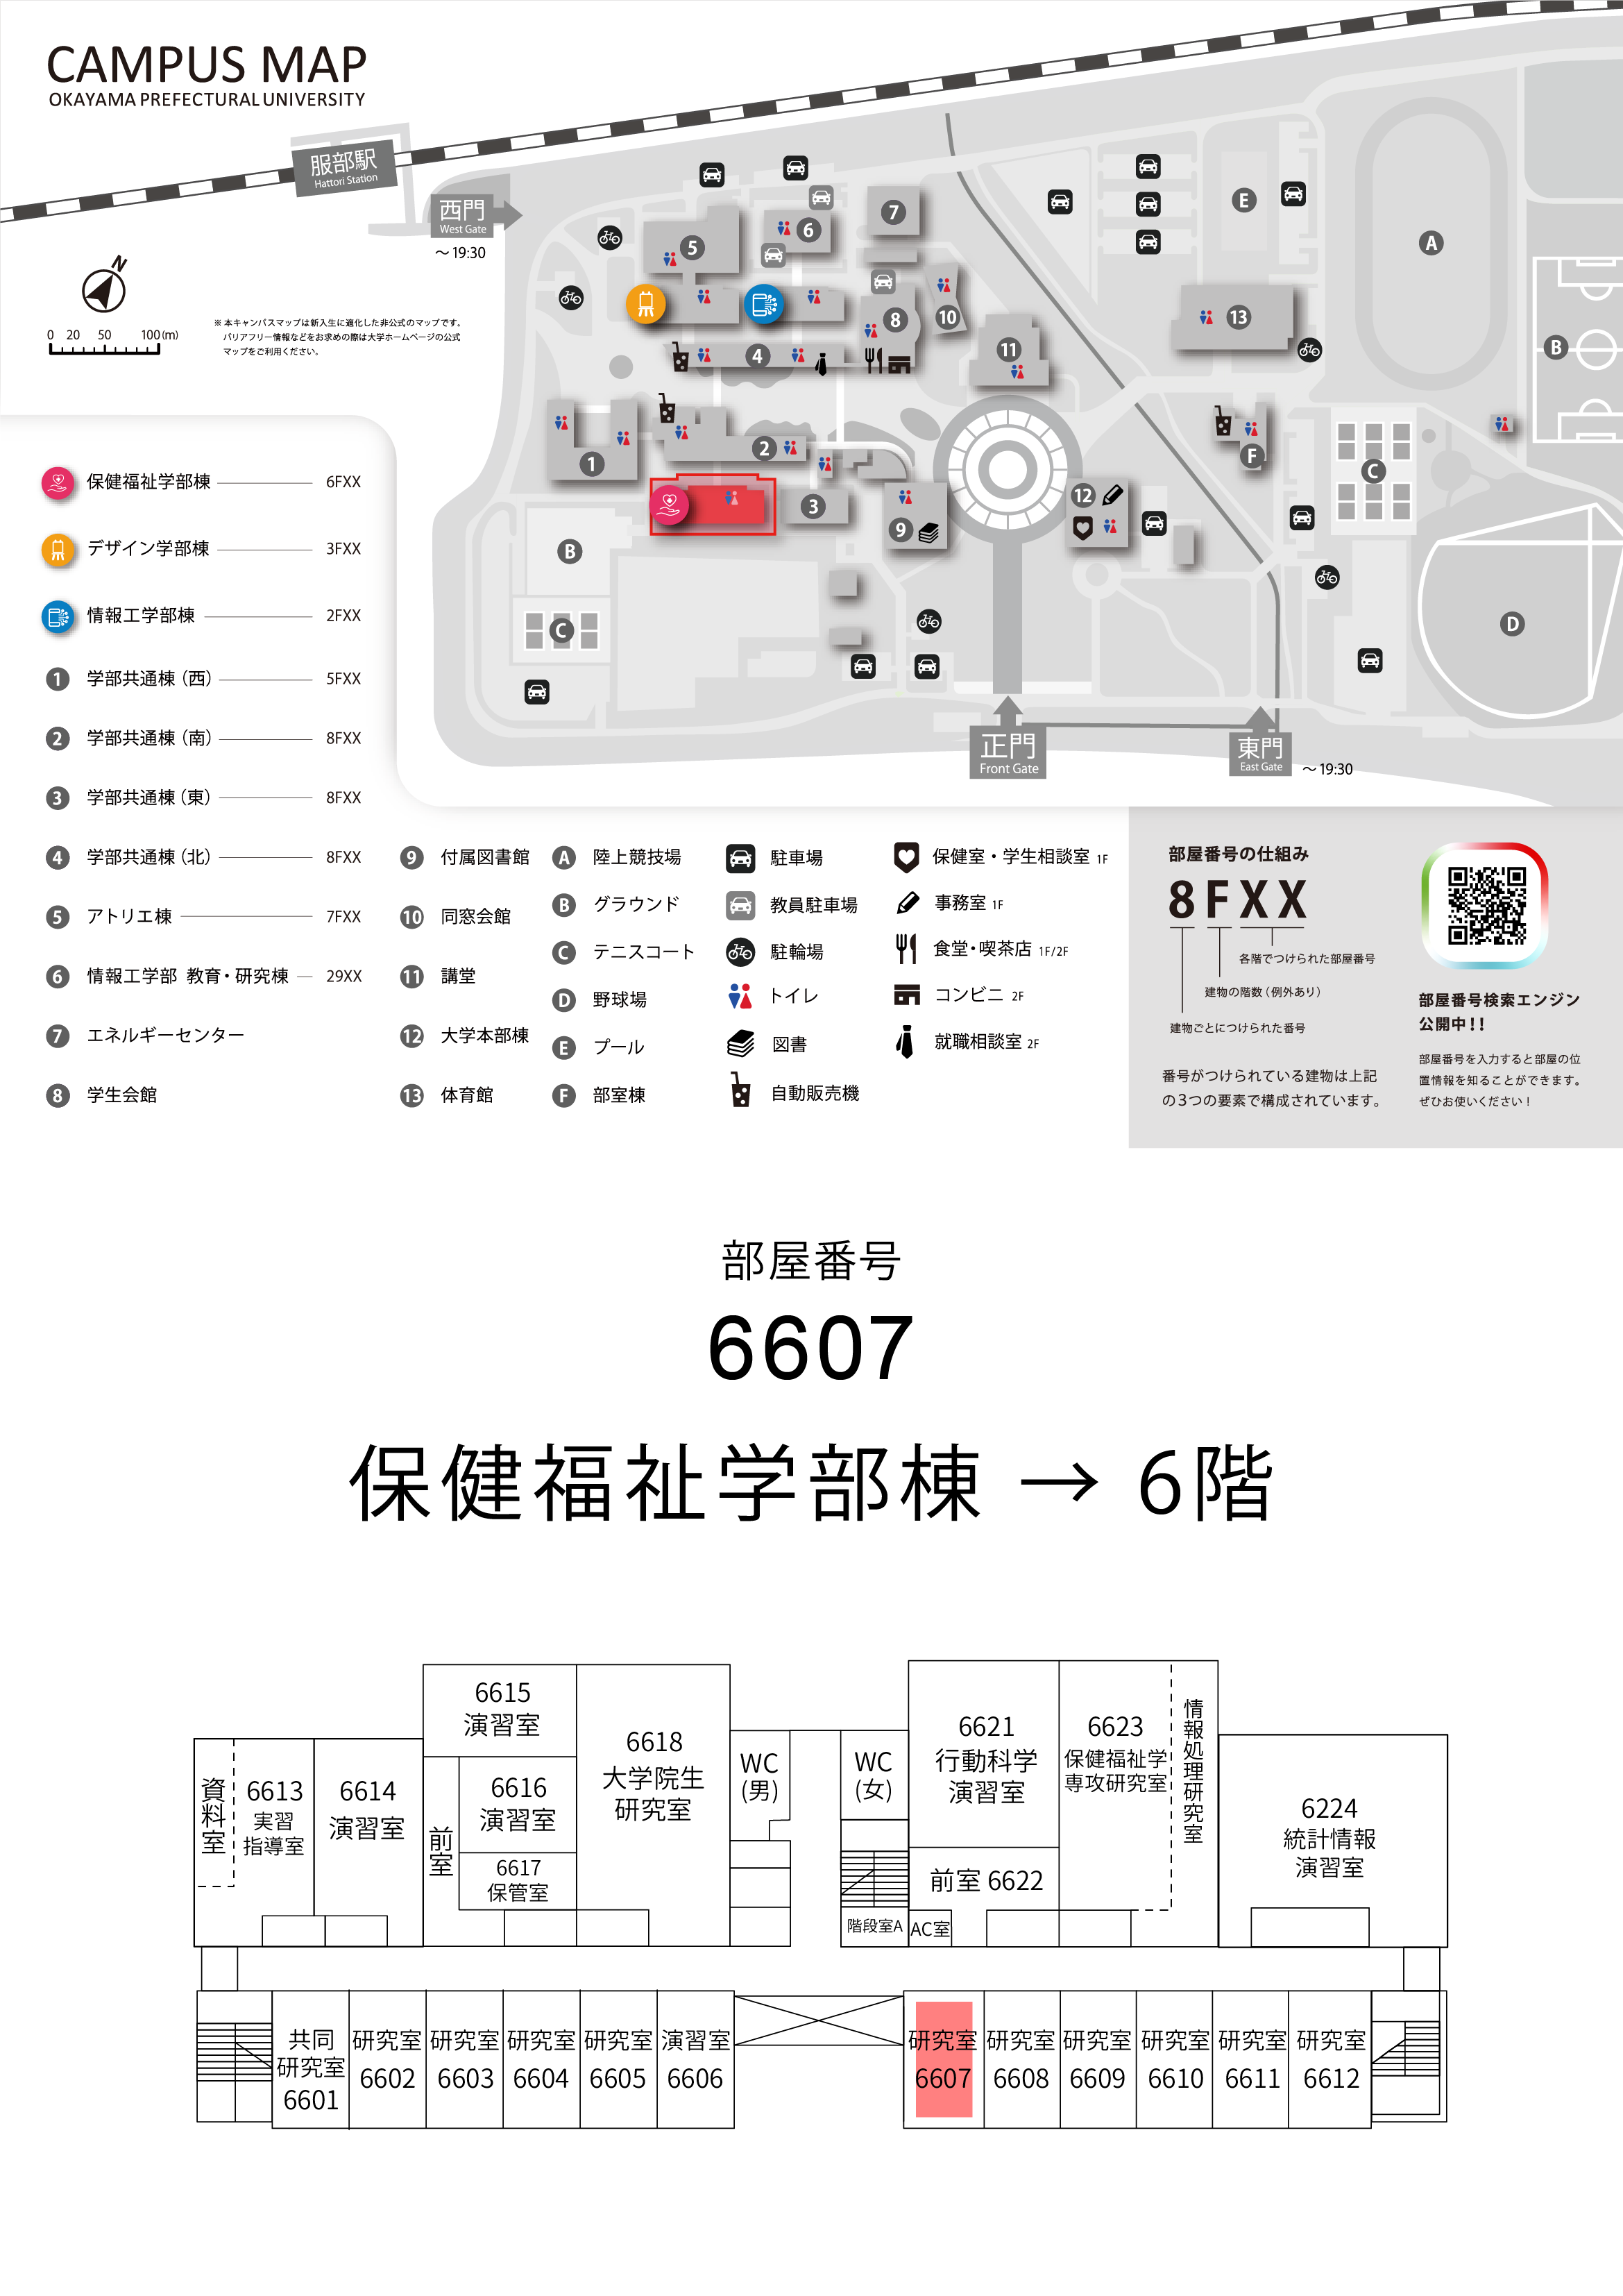 CAMPUS MAP
OKAYAMA PREFECTURAL UNIVERSITY
服部駅
Hattori Station
西門
West Gate
～19:30
N
0 20 50 100(m)
※ 本キャンパスマップは新入生に適化した非公式のマップです。
バリアフリー情報などをお求めの際は大学ホームページの公式
マップをご利用ください。
5
6
7
8
10
4
11
13
1
2
3
9
12
A
B
C
D
E
F
B
C
正門
Front Gate
東門
East Gate
～19:30
保健福祉学部棟 6FXX
デザイン学部棟 3FXX
情報工学部棟 2FXX
1 学部共通棟（西） 5FXX
2 学部共通棟（南） 8FXX
3 学部共通棟（東） 8FXX
4 学部共通棟（北） 8FXX
5 アトリエ棟 7FXX
6 情報工学部 教育・研究棟 29XX
7 エネルギーセンター
8 学生会館
9 付属図書館
10 同窓会館
11 講堂
12 大学本部棟
13 体育館
A 陸上競技場
B グラウンド
C テニスコート
D 野球場
E プール
F 部室棟
駐車場
教員駐車場
駐輪場
トイレ
図書
自動販売機
保健室・学生相談室 1F
事務室 1F
食堂・喫茶店 1F/2F
コンビニ 2F
就職相談室 2F
部屋番号の仕組み
8FXX
各階でつけられた部屋番号
建物の階数（例外あり）
建物ごとにつけられた番号
番号がつけられている建物は上記
の3つの要素で構成されています。
部屋番号検索エンジン
公開中！！
部屋番号を入力すると部屋の位
置情報を知ることができます。
ぜひお使いください！
部屋番号
6607
保健福祉学部棟 → 6階
資料室
6613
実習
指導室
6614
演習室
6615
演習室
前室
6616
演習室
6617
保管室
6618
大学院生
研究室
WC
(男)
WC
(女)
階段室A
AC室
6621
行動科学
演習室
前室 6622
6623
保健福祉学
専攻研究室
情報処理研究室
6224
統計情報
演習室
共同
研究室
6601
研究室
6602
研究室
6603
研究室
6604
研究室
6605
演習室
6606
研究室
6607
研究室
6608
研究室
6609
研究室
6610
研究室
6611
研究室
6612